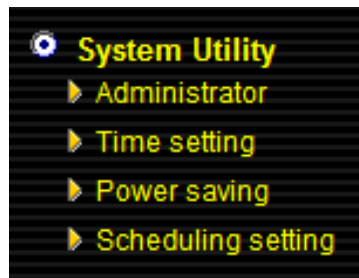 System Utility
Administrator
Time setting
Power saving
Scheduling setting